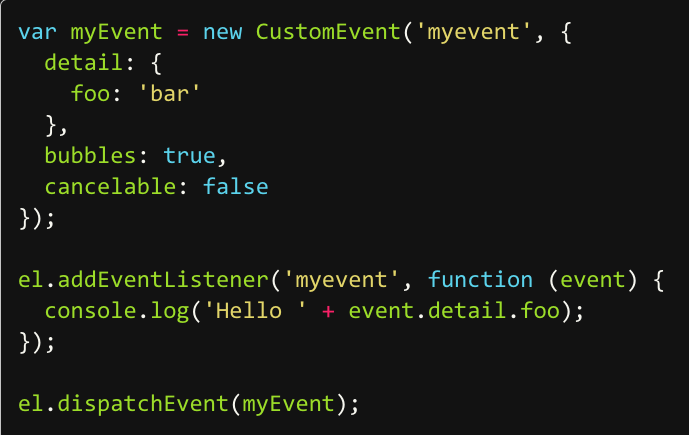 var myEvent = new CustomEvent('myevent', {
  detail: {
    foo: 'bar'
  },
  bubbles: true,
  cancelable: false
});

el.addEventListener('myevent', function (event) {
  console.log('Hello ' + event.detail.foo);
});

el.dispatchEvent(myEvent);